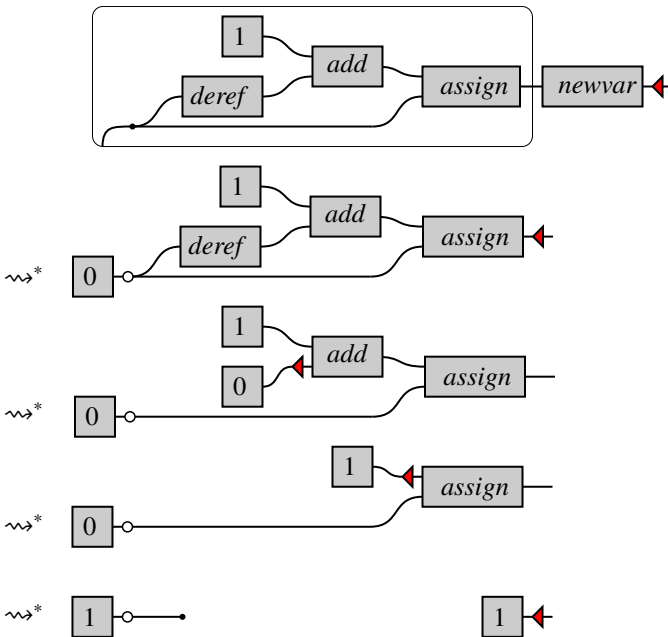 1
add
deref assign newvar
1
add
deref assign
⇝* 0
1
add
0 assign
⇝* 0
1
assign
⇝* 0
⇝* 1 1